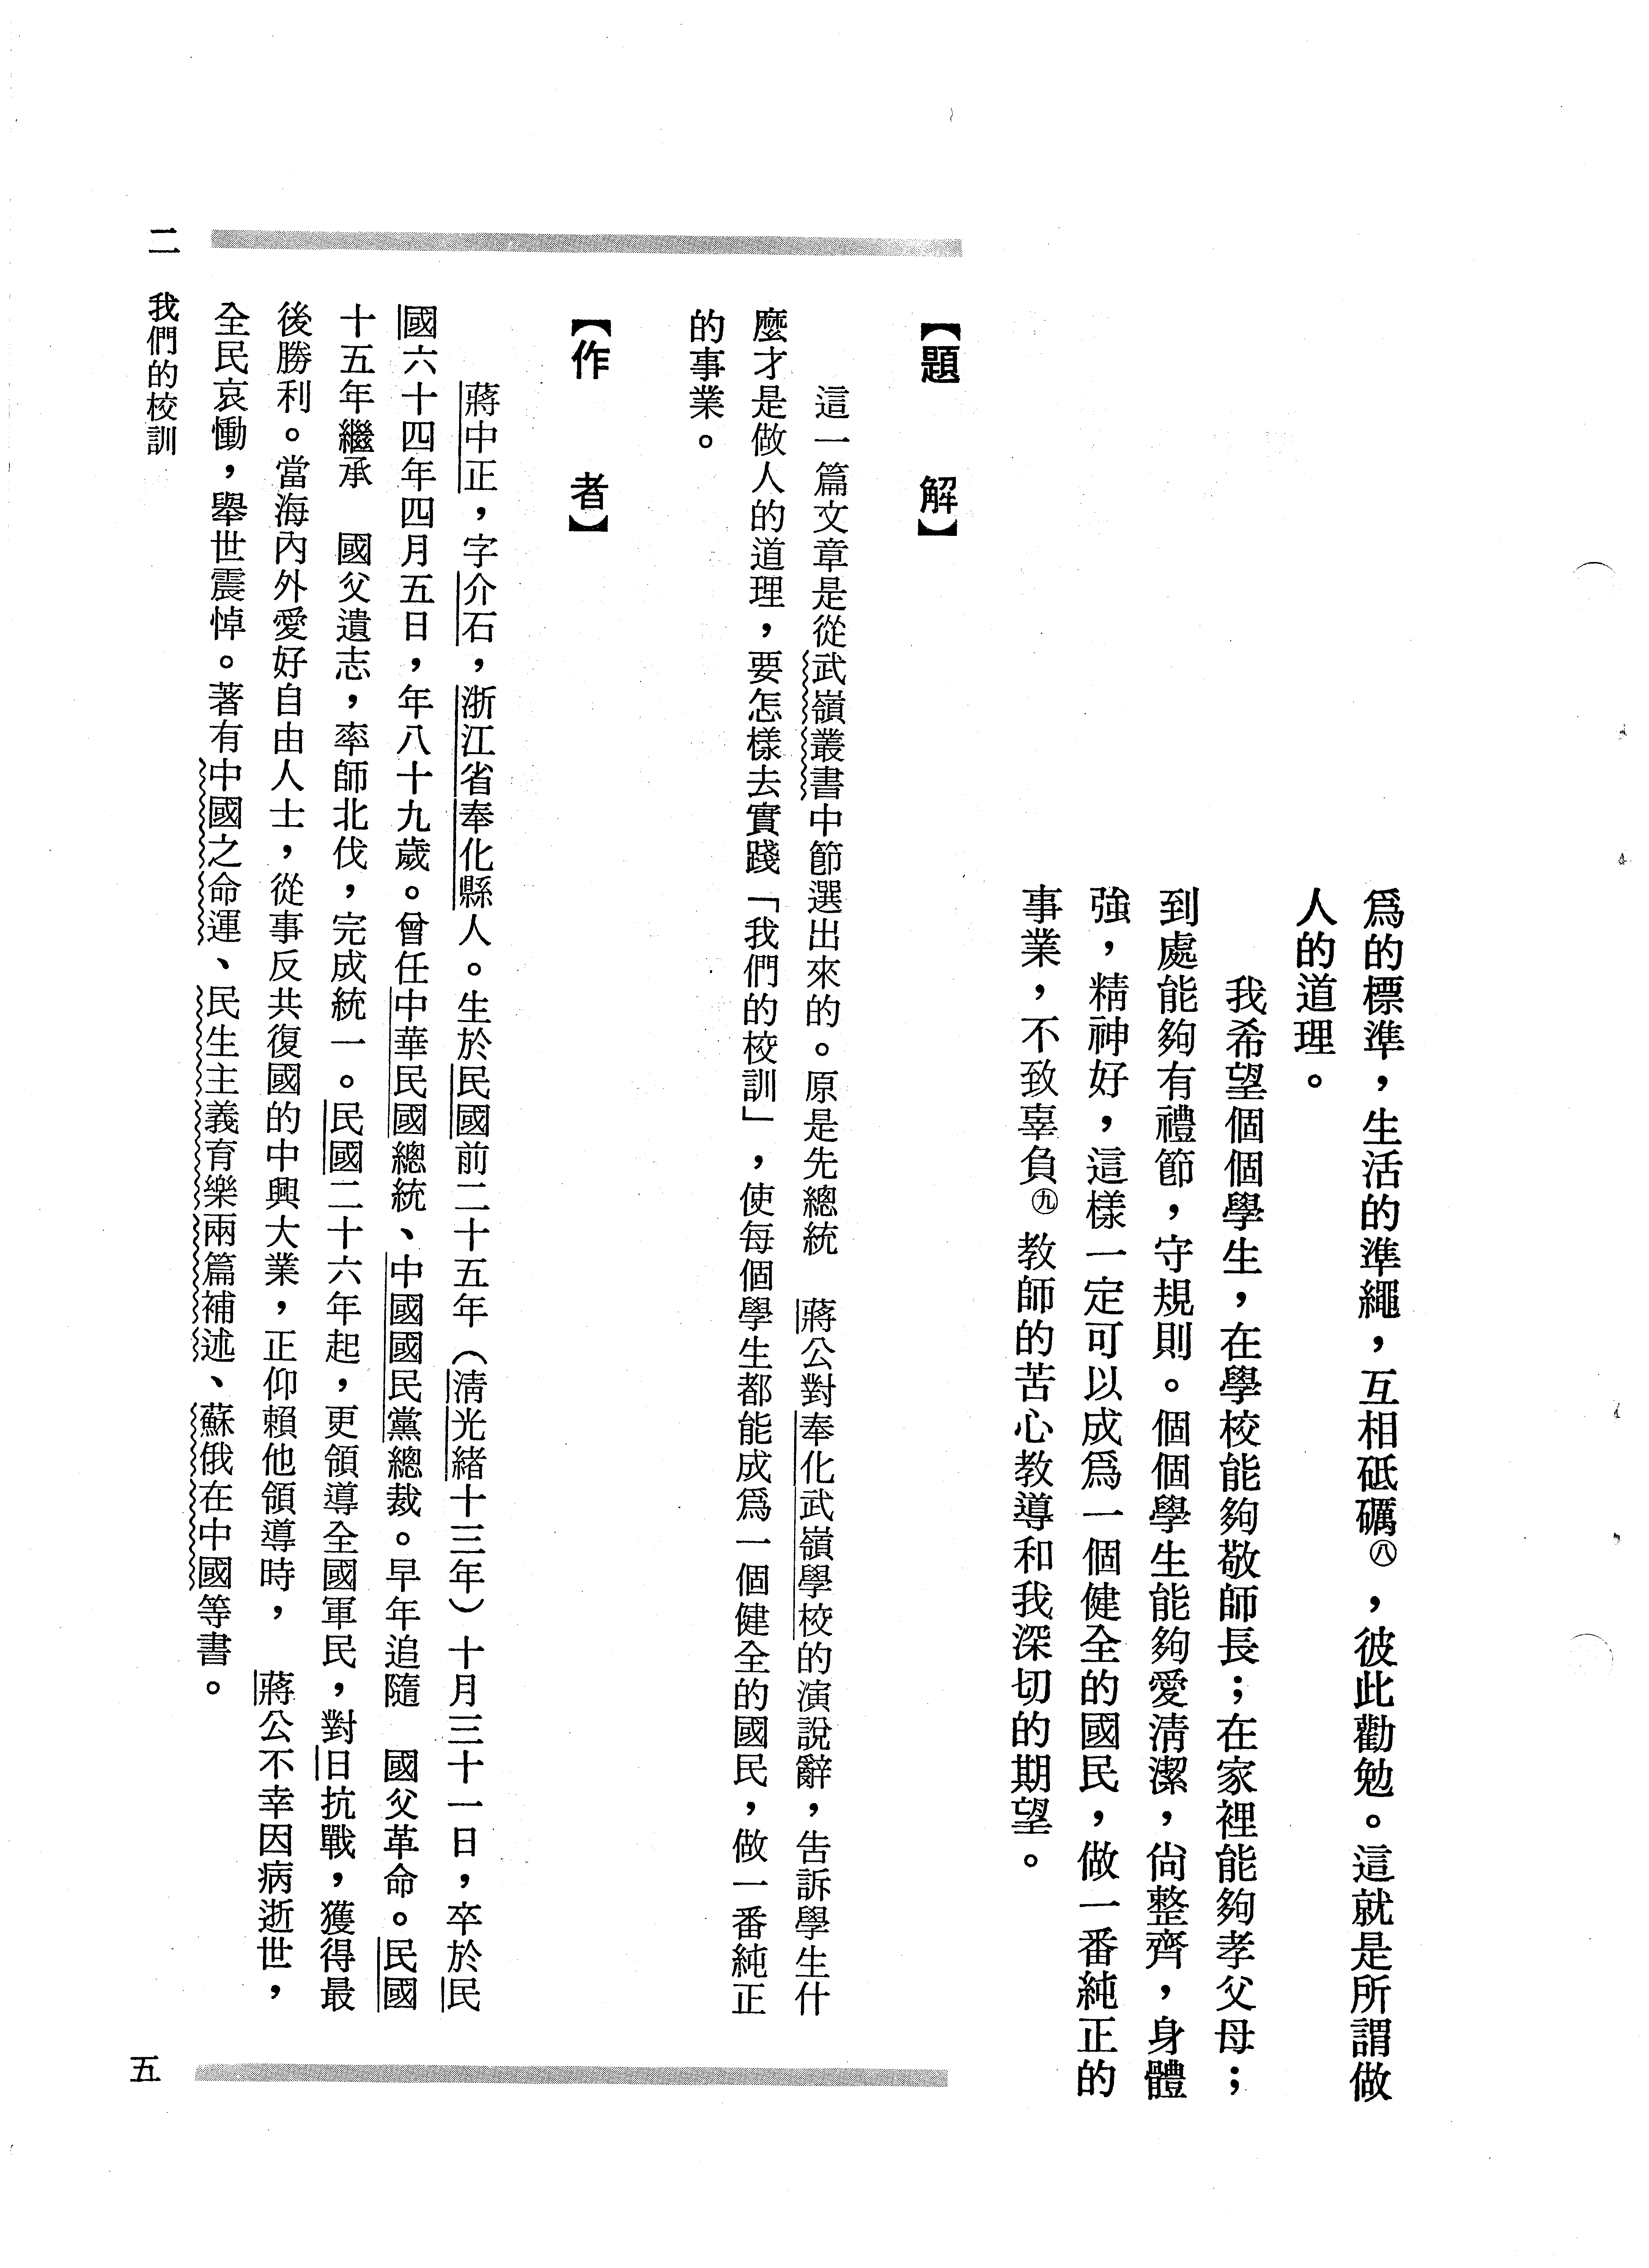 爲的標準，生活的準繩，互相砥礪㈧，彼此勸勉。這就是所謂做
人的道理。
我希望個個學生，在學校能夠敬師長；在家裡能夠孝父母；
到處能夠有禮節，守規則。個個學生能夠愛清潔，尙整齊，身體
強，精神好，這樣一定可以成爲一個健全的國民，做一番純正的
事業，不致辜負㈨教師的苦心教導和我深切的期望。
【題　解】
這一篇文章是從武嶺叢書中節選出來的。原是先總統　蔣公對奉化武嶺學校的演說辭，告訴學生什
麼才是做人的道理，要怎樣去實踐「我們的校訓」，使每個學生都能成爲一個健全的國民，做一番純正
的事業。
【作　者】
蔣中正，字介石，浙江省奉化縣人。生於民國前二十五年（清光緒十三年）十月三十一日，卒於民
國六十四年四月五日，年八十九歲。曾任中華民國總統、中國國民黨總裁。早年追隨　國父革命。民國
十五年繼承　國父遺志，率師北伐，完成統一。民國二十六年起，更領導全國軍民，對日抗戰，獲得最
後勝利。當海內外愛好自由人士，從事反共復國的中興大業，正仰賴他領導時，　蔣公不幸因病逝世，
全民哀慟，舉世震悼。著有中國之命運、民生主義育樂兩篇補述、蘇俄在中國等書。
二　我們的校訓
五